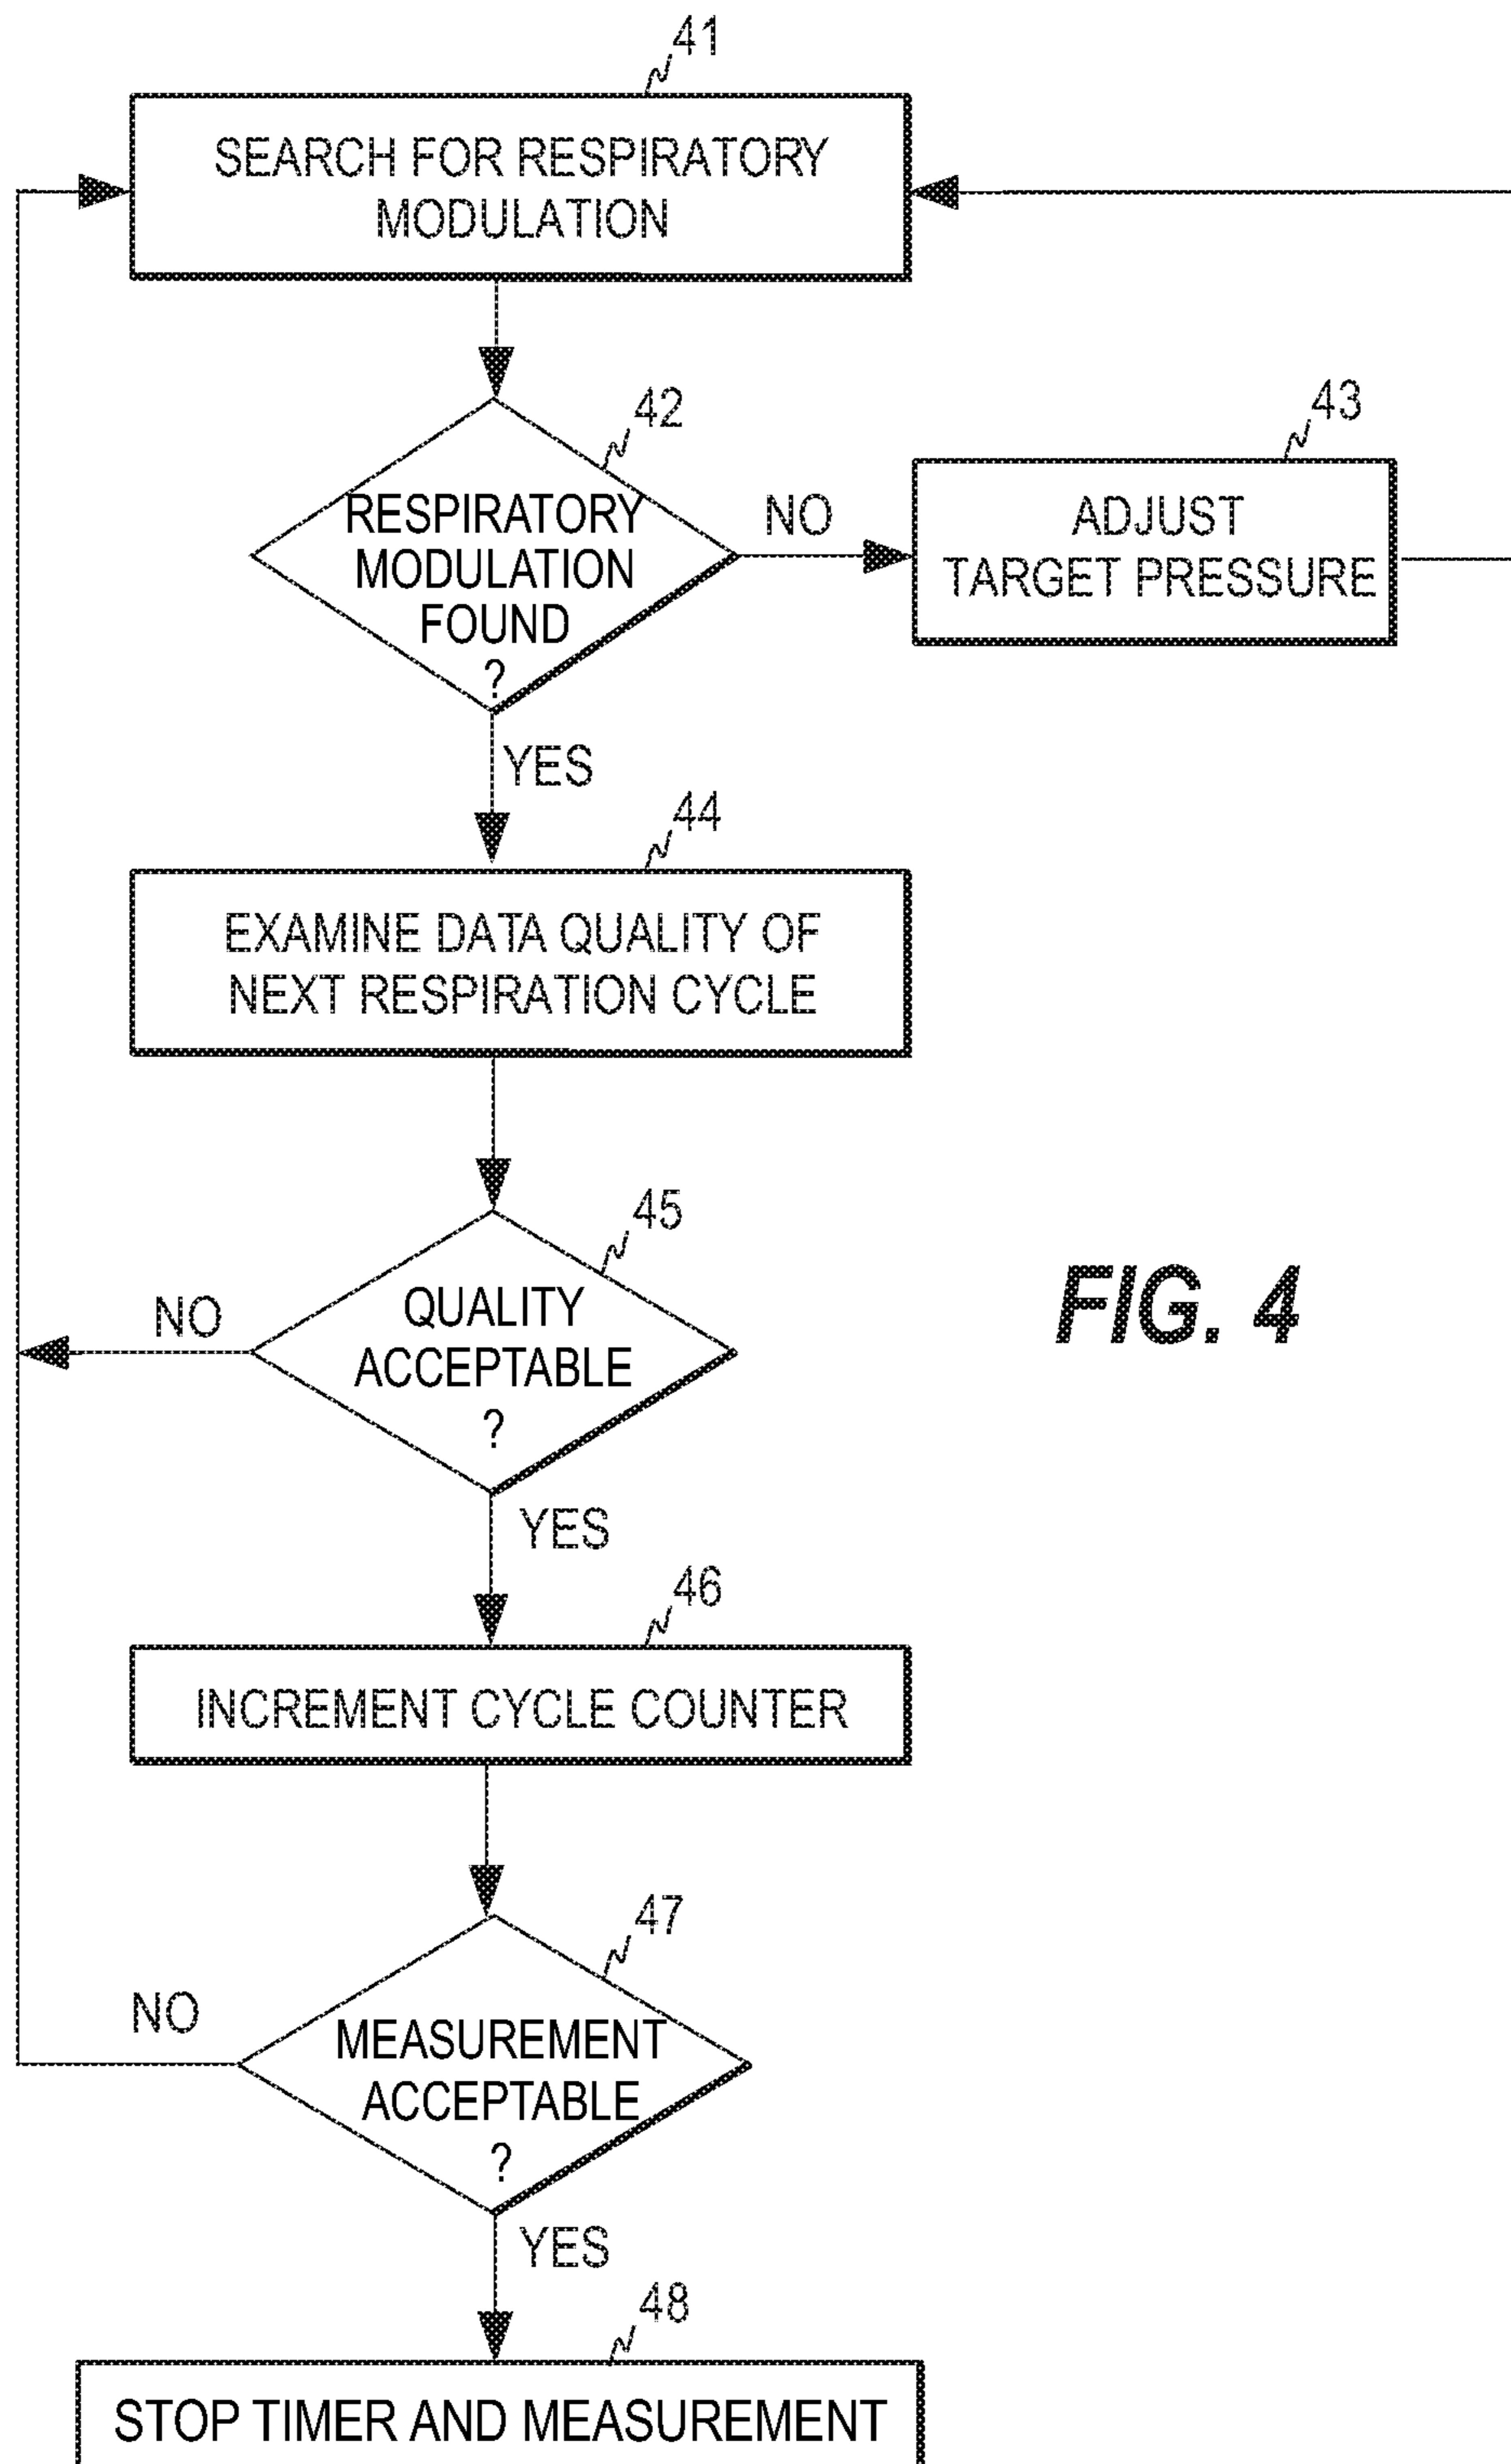 41
SEARCH FOR RESPIRATORY
MODULATION
42
RESPIRATORY
MODULATION
FOUND
?
NO
43
ADJUST
TARGET PRESSURE
YES
44
EXAMINE DATA QUALITY OF
NEXT RESPIRATION CYCLE
45
QUALITY
ACCEPTABLE
?
NO
FIG. 4
YES
46
INCREMENT CYCLE COUNTER
47
MEASUREMENT
ACCEPTABLE
?
NO
YES
48
STOP TIMER AND MEASUREMENT